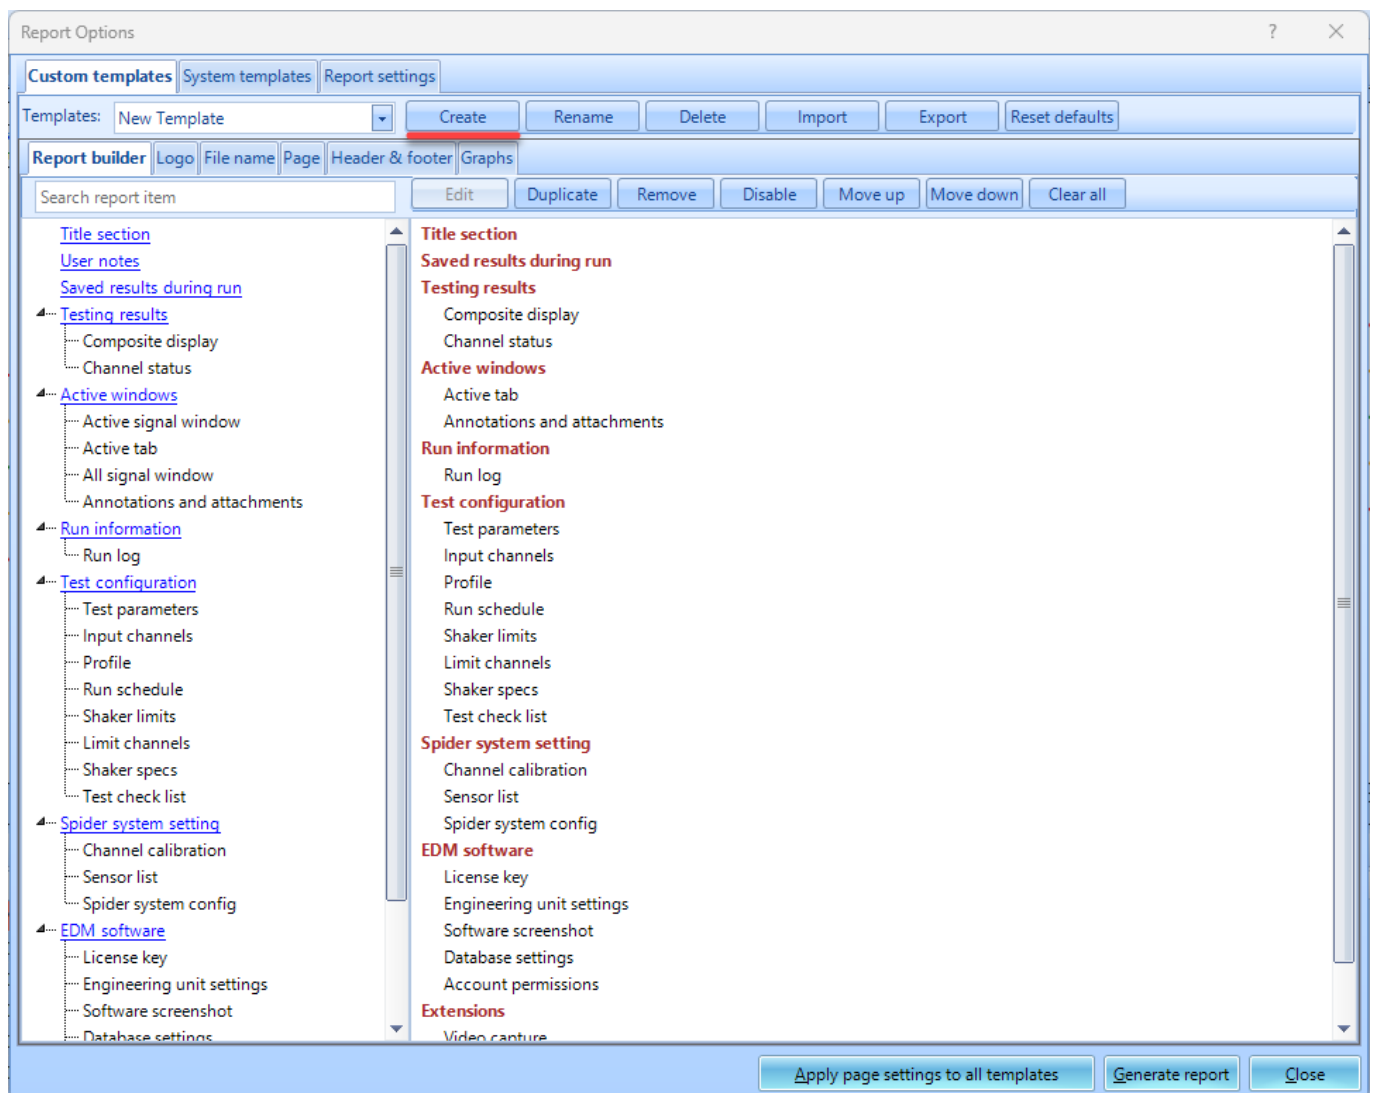 Report Options
?
Custom templates System templates Report settings
Templates: New Template Create Rename Delete Import Export Reset defaults
Report builder Logo File name Page Header & footer Graphs
Search report item Edit Duplicate Remove Disable Move up Move down Clear all
Title section
User notes
Saved results during run
Testing results
Composite display
Channel status
Active windows
Active signal window
Active tab
All signal window
Annotations and attachments
Run information
Run log
Test configuration
Test parameters
Input channels
Profile
Run schedule
Shaker limits
Limit channels
Shaker specs
Test check list
Spider system setting
Channel calibration
Sensor list
Spider system config
EDM software
License key
Engineering unit settings
Software screenshot
Database settings
Title section
Saved results during run
Testing results
Composite display
Channel status
Active windows
Active tab
Annotations and attachments
Run information
Run log
Test configuration
Test parameters
Input channels
Profile
Run schedule
Shaker limits
Limit channels
Shaker specs
Test check list
Spider system setting
Channel calibration
Sensor list
Spider system config
EDM software
License key
Engineering unit settings
Software screenshot
Database settings
Account permissions
Extensions
Video capture
Apply page settings to all templates Generate report Close